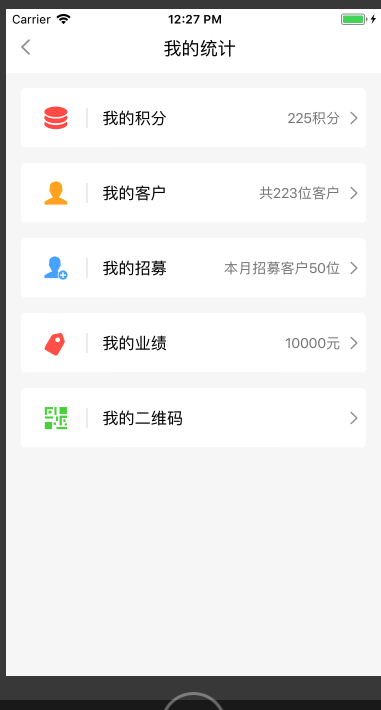 Carrier 12:27 PM
我的统计
我的积分 225积分
我的客户 共223位客户
我的招募 本月招募客户50位
我的业绩 10000元
我的二维码